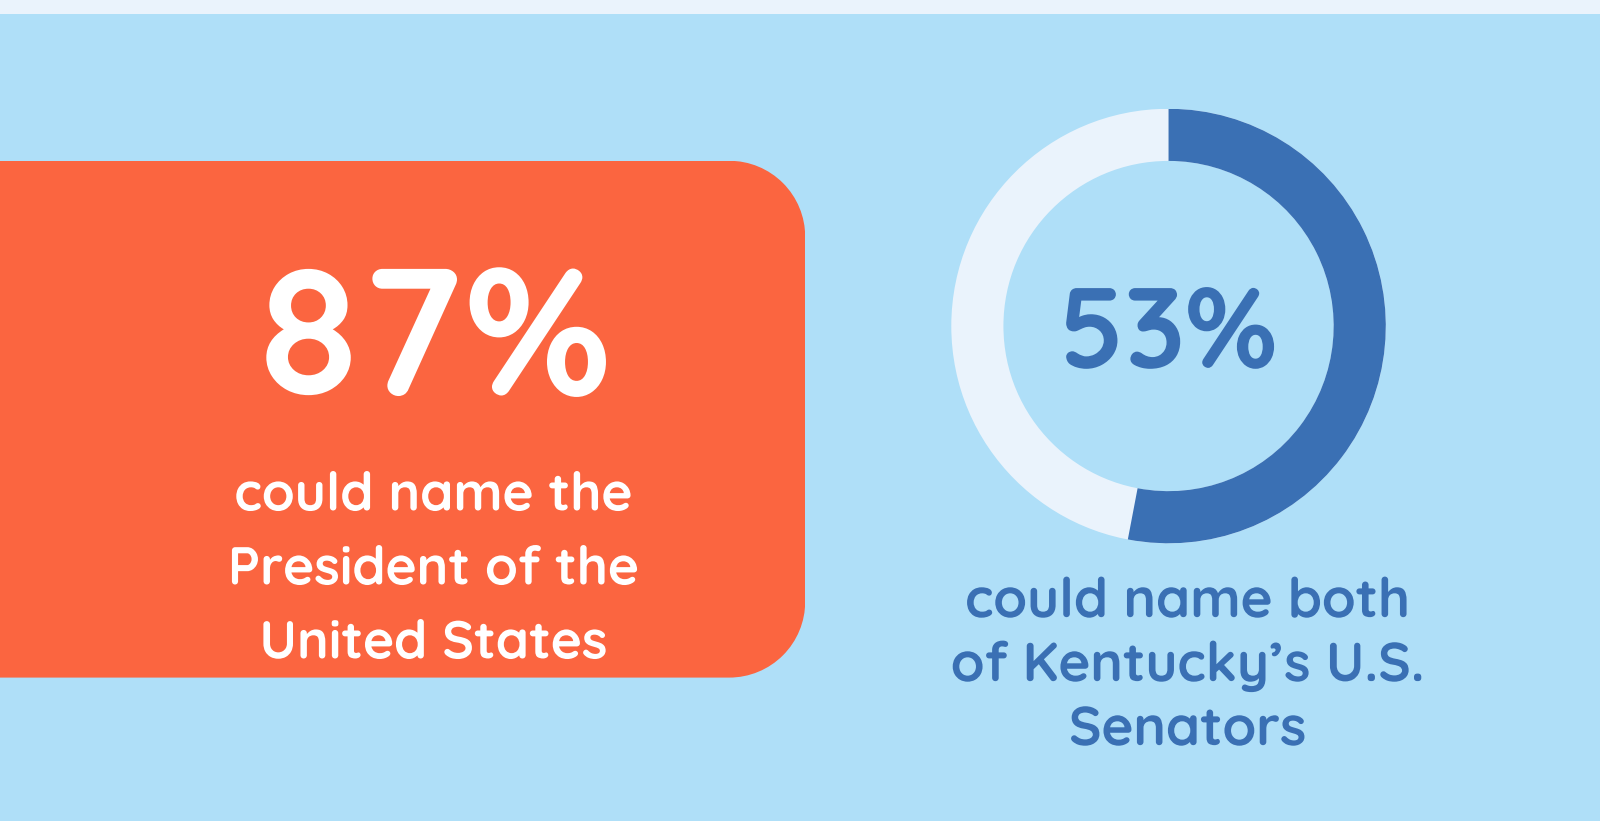 87%
could name the
President of the
United States
53%
could name both
of Kentucky’s U.S.
Senators